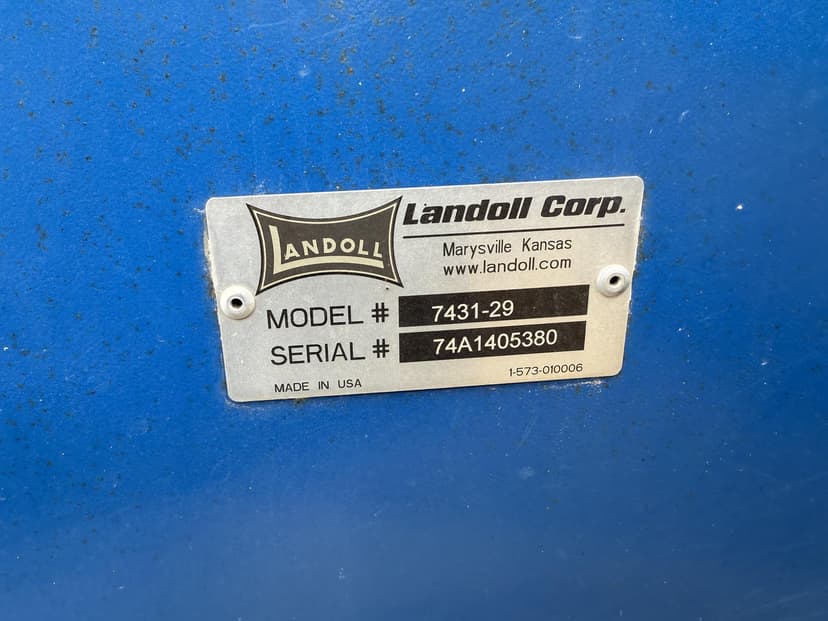 LANDOLL
Landoll Corp.
Marysville Kansas
www.landoll.com
MODEL # 7431-29
SERIAL # 74A1405380
MADE IN USA
1-573-010006